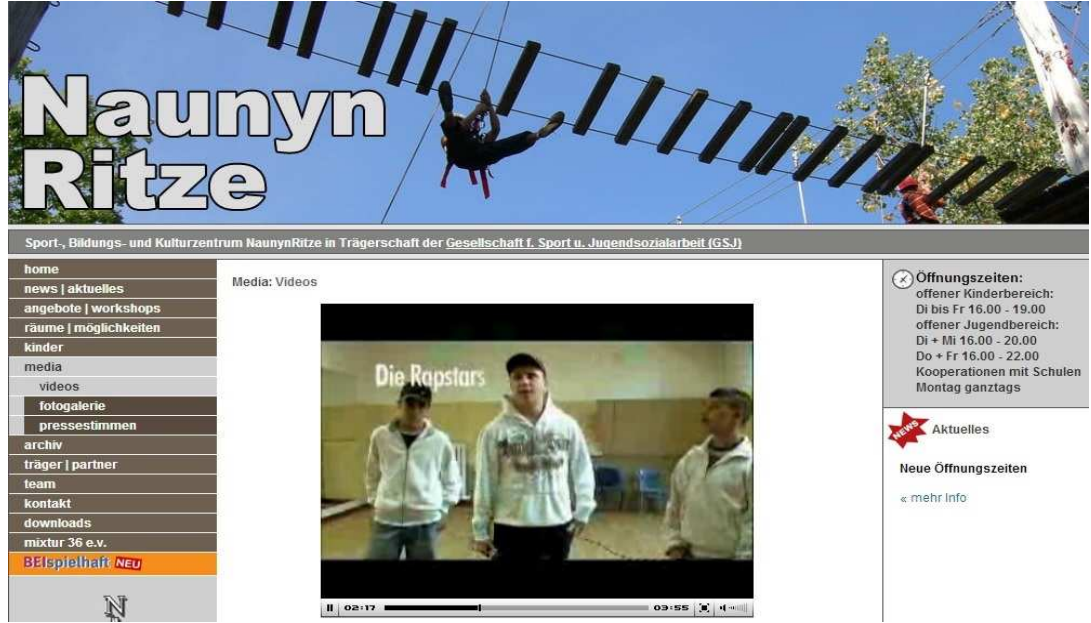 Naunyn
Ritze
Sport-, Bildungs- und Kulturzentrum NaunynRitze in Trägerschaft der Gesellschaft f. Sport u. Jugendsozialarbeit (GSJ)
home
news | aktuelles
angebote | workshops
räume | möglichkeiten
kinder
media
videos
fotogalerie
pressestimmen
archiv
träger | partner
team
kontakt
downloads
mixtur 36 e.v.
BEIspielhaft NEU
N
Media: Videos
Die Rapstars
02:17
03:55
Öffnungszeiten:
offener Kinderbereich:
Di bis Fr 16.00 - 19.00
offener Jugendbereich:
Di + Mi 16.00 - 20.00
Do + Fr 16.00 - 22.00
Kooperationen mit Schulen
Montag ganztags
NEWS Aktuelles
Neue Öffnungszeiten
« mehr Info